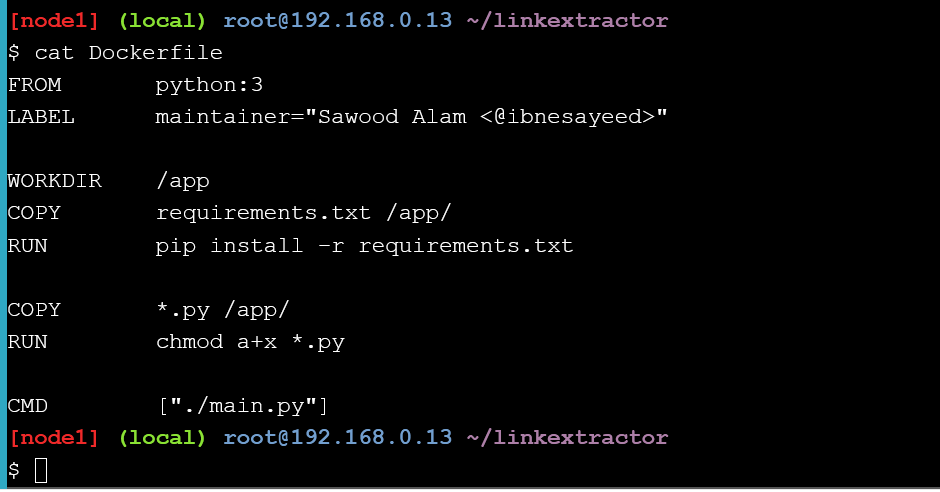 [node1] (local) root@192.168.0.13 ~/linkextractor
$ cat Dockerfile
FROM       python:3
LABEL      maintainer="Sawood Alam <@ibnesayeed>"
WORKDIR    /app
COPY       requirements.txt /app/
RUN        pip install -r requirements.txt
COPY       *.py /app/
RUN        chmod a+x *.py
CMD        ["./main.py"]
[node1] (local) root@192.168.0.13 ~/linkextractor
$